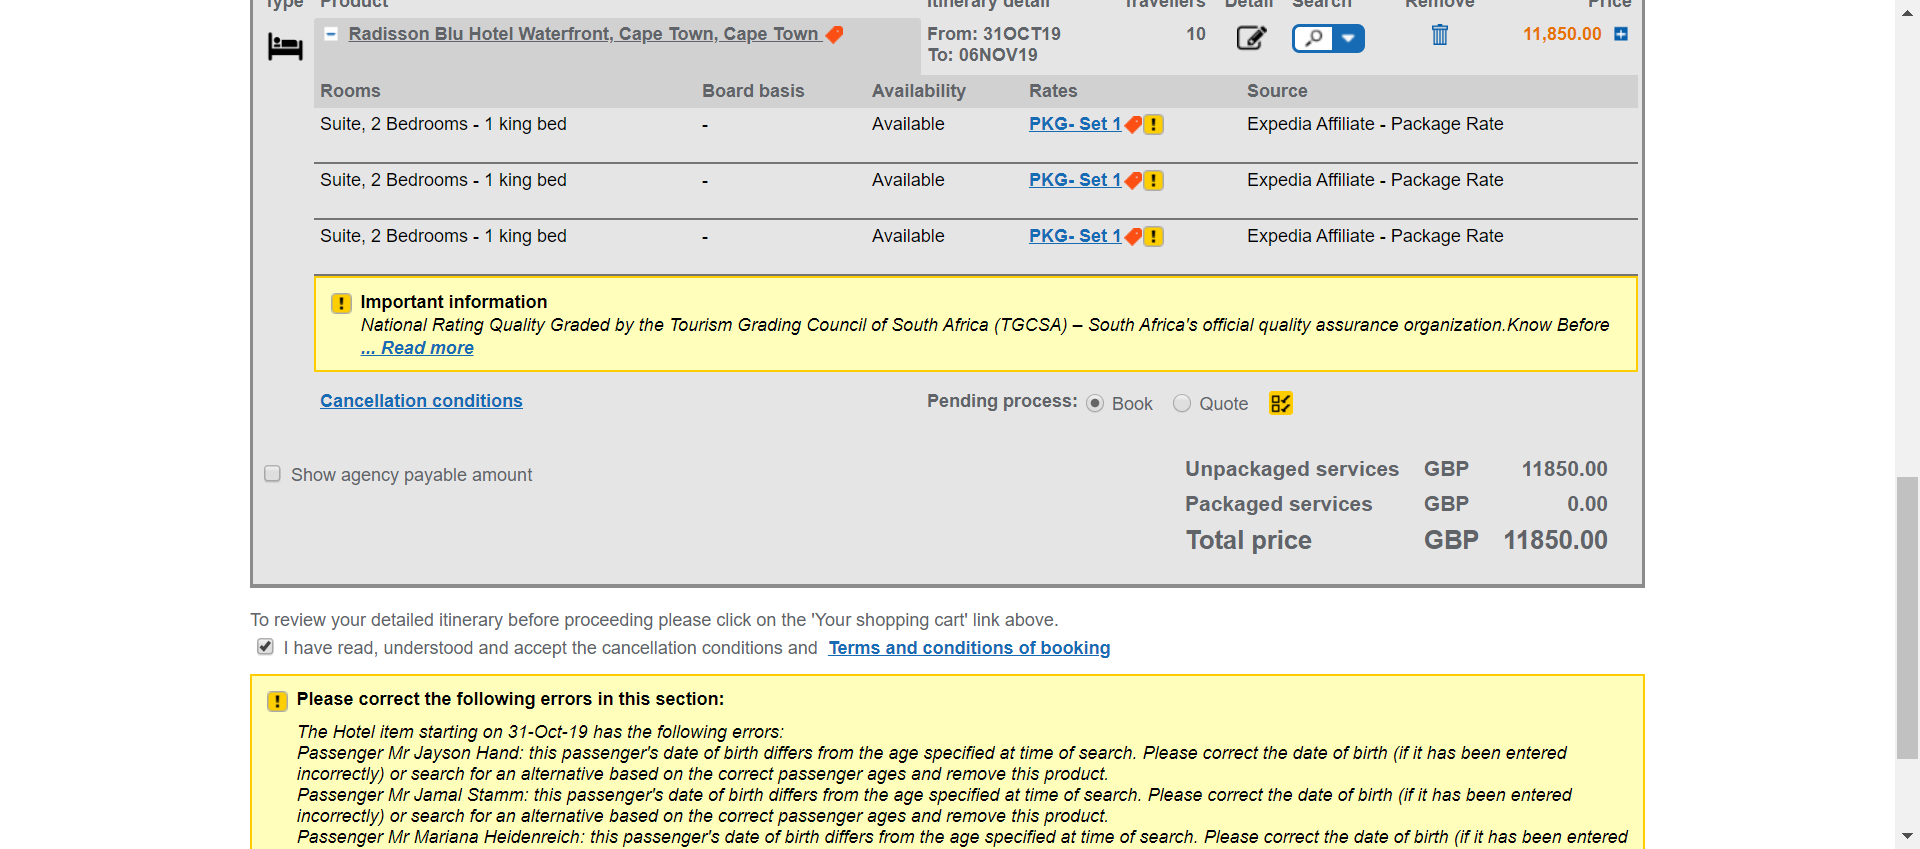 Type Product Itinerary detail Travellers Detail Search Remove Price
Radisson Blu Hotel Waterfront, Cape Town, Cape Town From: 31OCT19 10 11,850.00
To: 06NOV19
Rooms Board basis Availability Rates Source
Suite, 2 Bedrooms - 1 king bed - Available PKG- Set 1 Expedia Affiliate - Package Rate
Suite, 2 Bedrooms - 1 king bed - Available PKG- Set 1 Expedia Affiliate - Package Rate
Suite, 2 Bedrooms - 1 king bed - Available PKG- Set 1 Expedia Affiliate - Package Rate
Important information
National Rating Quality Graded by the Tourism Grading Council of South Africa (TGCSA) – South Africa's official quality assurance organization.Know Before
... Read more
Cancellation conditions Pending process: Book Quote
Show agency payable amount
Unpackaged services GBP 11850.00
Packaged services GBP 0.00
Total price GBP 11850.00
To review your detailed itinerary before proceeding please click on the 'Your shopping cart' link above.
I have read, understood and accept the cancellation conditions and Terms and conditions of booking
Please correct the following errors in this section:
The Hotel item starting on 31-Oct-19 has the following errors:
Passenger Mr Jayson Hand: this passenger's date of birth differs from the age specified at time of search. Please correct the date of birth (if it has been entered
incorrectly) or search for an alternative based on the correct passenger ages and remove this product.
Passenger Mr Jamal Stamm: this passenger's date of birth differs from the age specified at time of search. Please correct the date of birth (if it has been entered
incorrectly) or search for an alternative based on the correct passenger ages and remove this product.
Passenger Mr Mariana Heidenreich: this passenger's date of birth differs from the age specified at time of search. Please correct the date of birth (if it has been entered